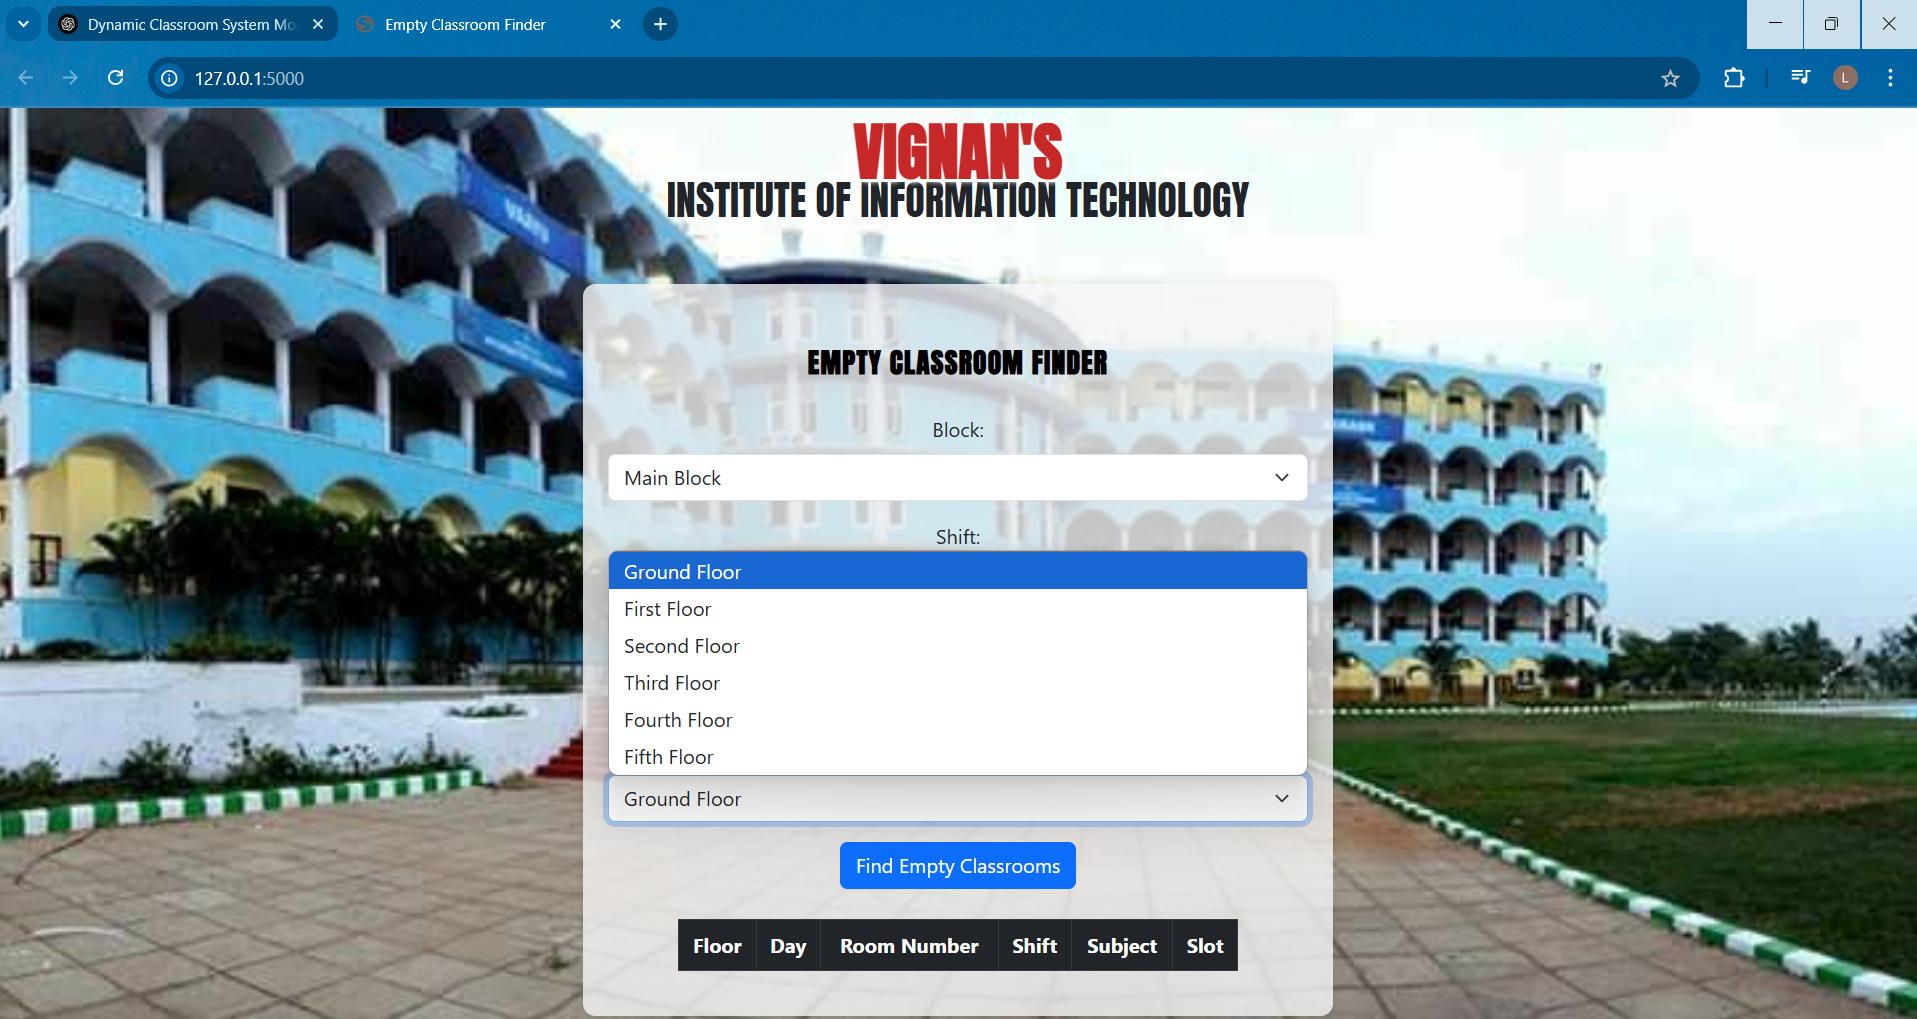 Dynamic Classroom System Mo
Empty Classroom Finder
127.0.0.1:5000
L
VIGNAN'S
INSTITUTE OF INFORMATION TECHNOLOGY
EMPTY CLASSROOM FINDER
Block:
Main Block
Shift:
Ground Floor
First Floor
Second Floor
Third Floor
Fourth Floor
Fifth Floor
Ground Floor
Find Empty Classrooms
Floor Day Room Number Shift Subject Slot